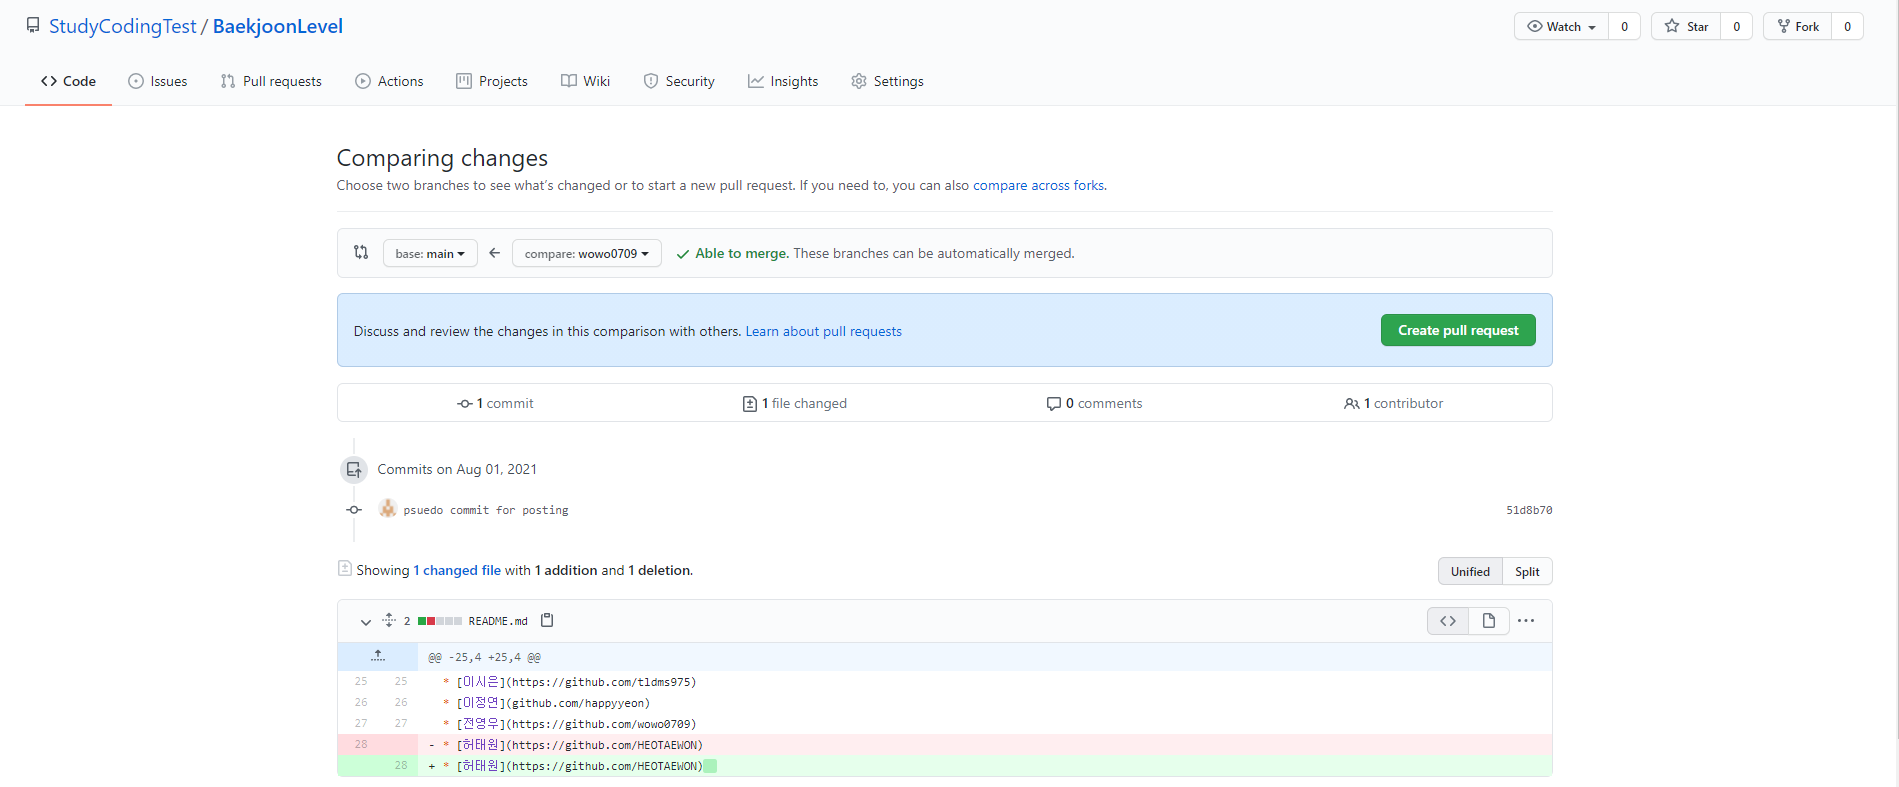 StudyCodingTest / BaekjoonLevel
Watch 0 Star 0 Fork 0
Code Issues Pull requests Actions Projects Wiki Security Insights Settings
Comparing changes
Choose two branches to see what's changed or to start a new pull request. If you need to, you can also compare across forks.
base: main compare: wowo0709 Able to merge. These branches can be automatically merged.
Discuss and review the changes in this comparison with others. Learn about pull requests Create pull request
1 commit 1 file changed 0 comments 1 contributor
Commits on Aug 01, 2021
psuedo commit for posting 51d8b70
Showing 1 changed file with 1 addition and 1 deletion. Unified Split
2 README.md
@@ -25,4 +25,4 @@
25 25 * [이시은](https://github.com/tldms975)
26 26 * [이정연](github.com/happyyeon)
27 27 * [전영우](https://github.com/wowo0709)
28 - * [허태원](https://github.com/HEOTAEWON)
28 + * [허태원](https://github.com/HEOTAEWON)